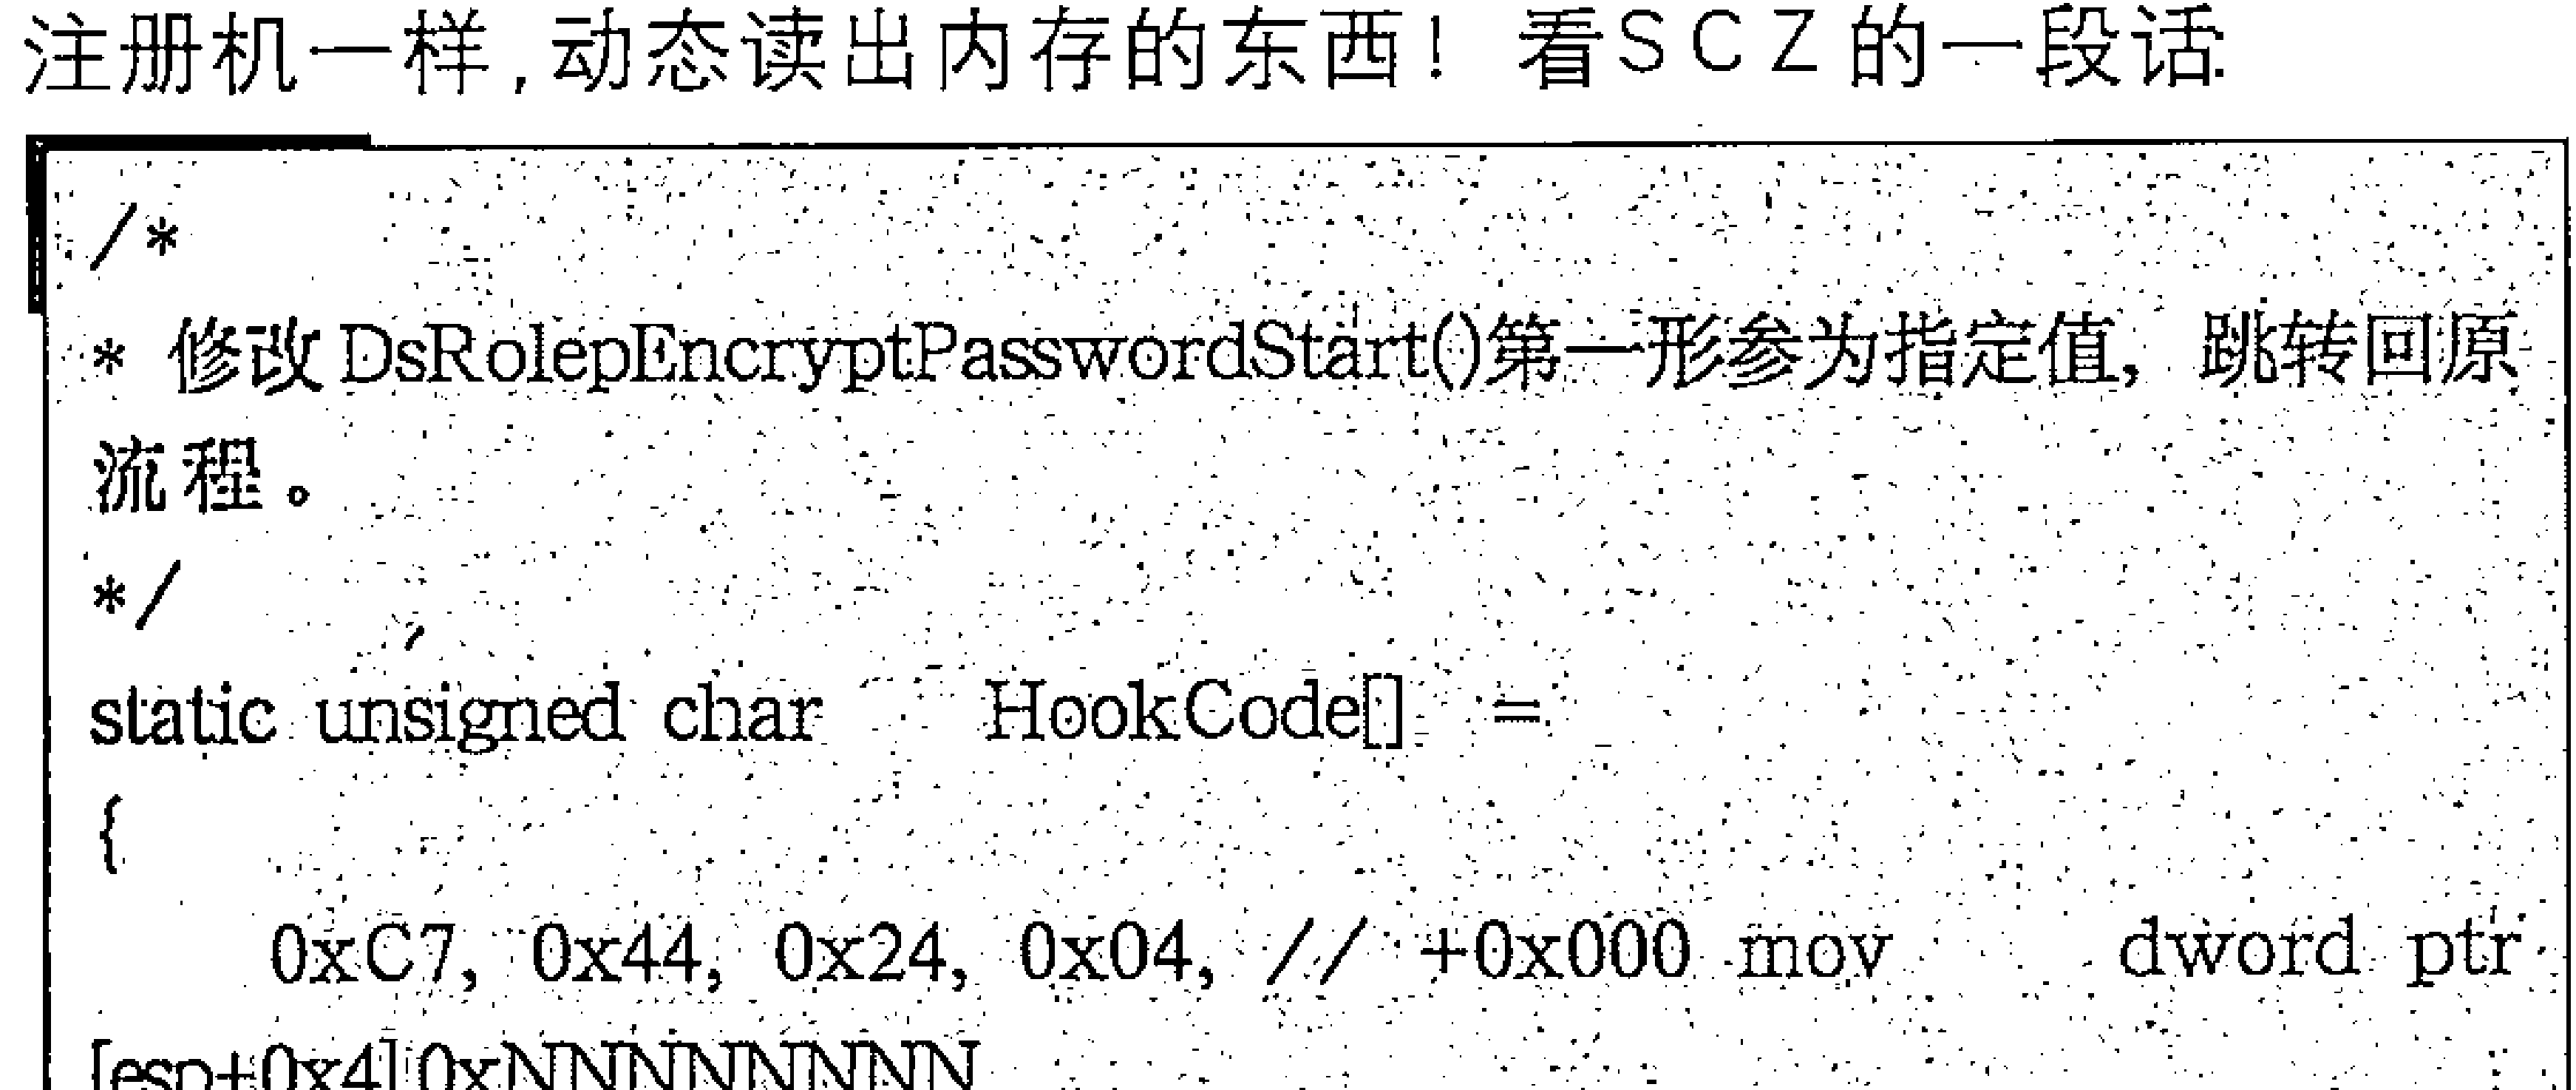 注册机一样,动态读出内存的东西！看SCZ的一段话:
/*
* 修改DsRolepEncryptPasswordStart()第一形参为指定值，跳转回原
流程。
*/
static unsigned char HookCode[] =
{
0xC7, 0x44, 0x24, 0x04, // +0x000 mov dword ptr
[esp+0x4],0xNNNNNNNN